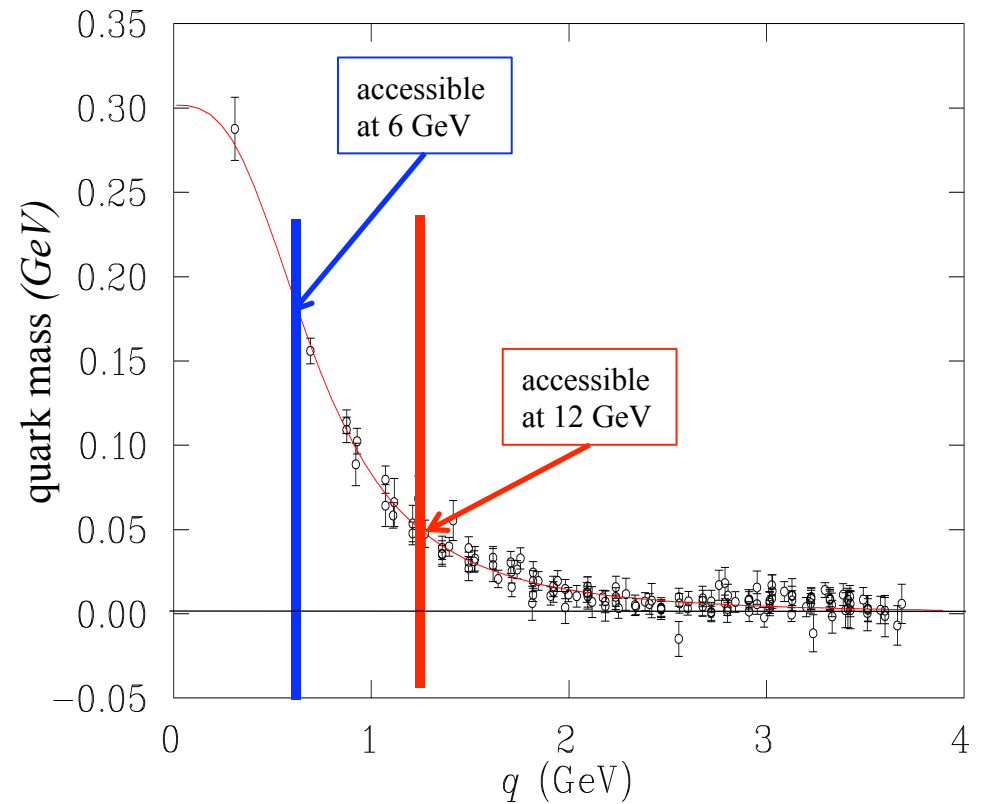 0.35
0.30
0.25
0.20
0.15
0.10
0.05
0.00
−0.05
quark mass (GeV)
accessible
at 6 GeV
accessible
at 12 GeV
0
1
2
3
4
q (GeV)